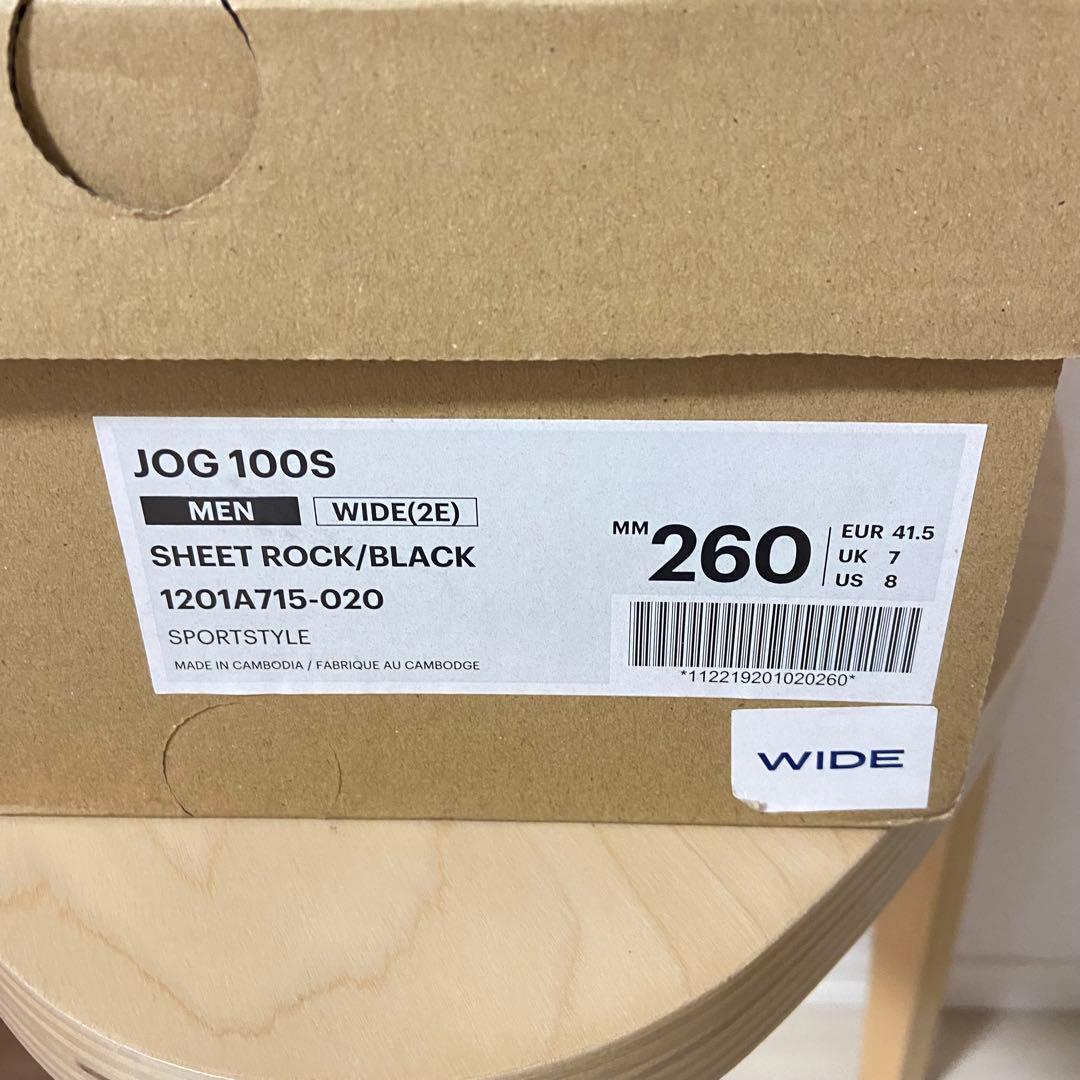 JOG 100S
MEN WIDE(2E)
SHEET ROCK/BLACK
1201A715-020
SPORTSTYLE
MADE IN CAMBODIA / FABRIQUE AU CAMBODGE
MM 260
EUR 41.5
UK 7
US 8
*112219201020260*
WIDE